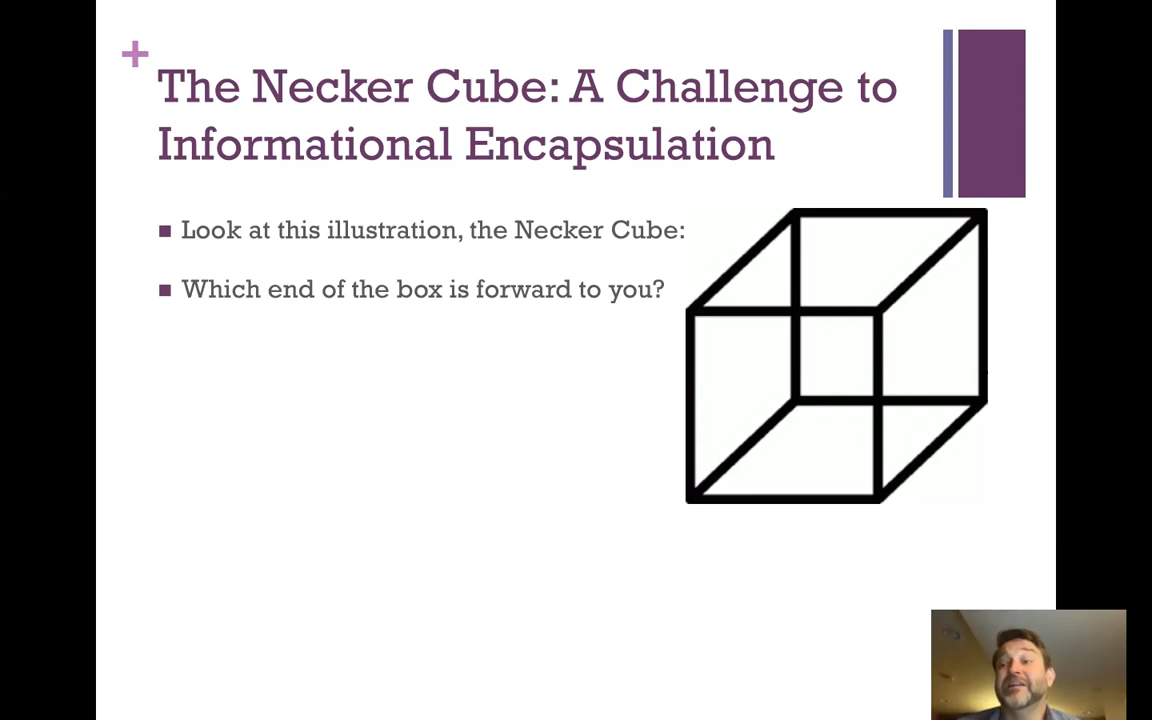 The Necker Cube: A Challenge to
Informational Encapsulation
Look at this illustration, the Necker Cube:
Which end of the box is forward to you?